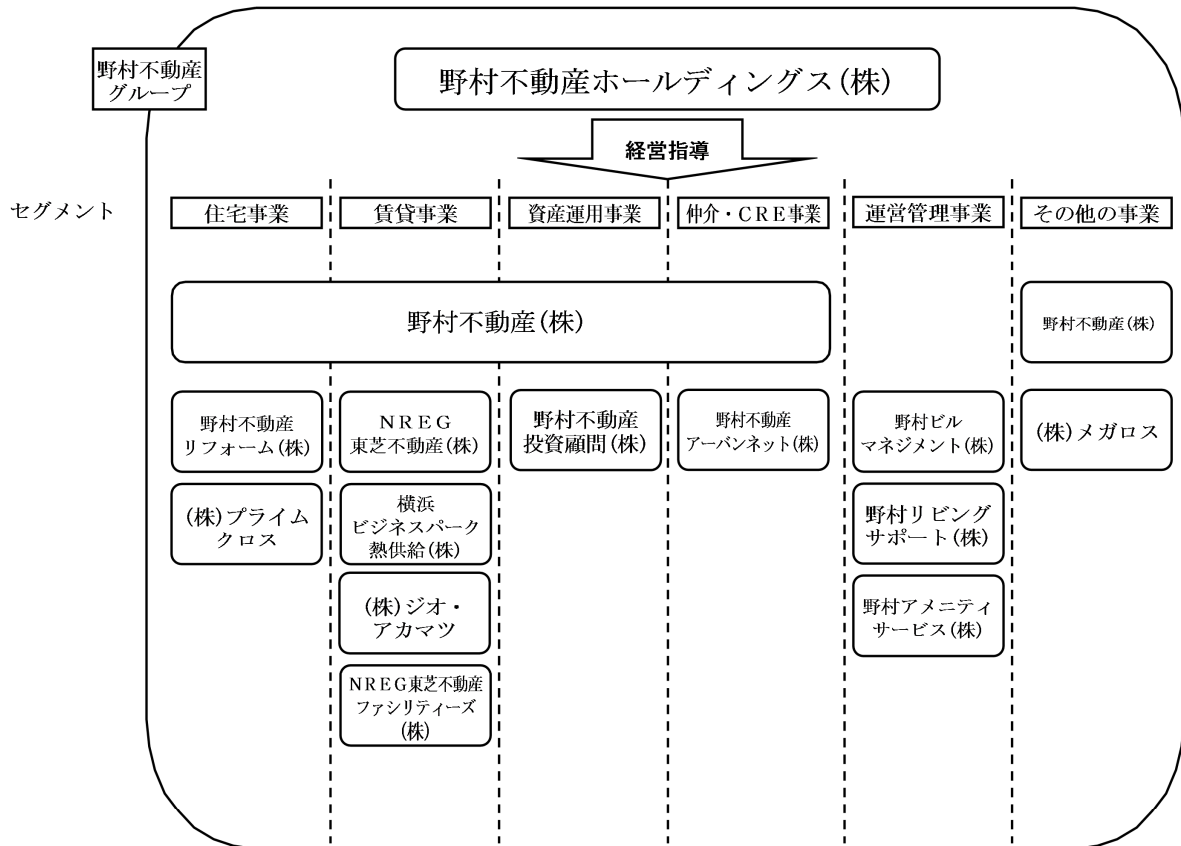 野村不動産
グループ
野村不動産ホールディングス(株)
経営指導
セグメント
住宅事業
賃貸事業
資産運用事業
仲介・CRE事業
運営管理事業
その他の事業
野村不動産(株)
野村不動産(株)
野村不動産
リフォーム(株)
NREG
東芝不動産(株)
野村不動産
投資顧問(株)
野村不動産
アーバンネット(株)
野村ビル
マネジメント(株)
(株)メガロス
(株)プライム
クロス
横浜
ビジネスパーク
熱供給(株)
野村リビング
サポート(株)
(株)ジオ・
アカマツ
野村アメニティ
サービス(株)
NREG東芝不動産
ファシリティーズ
(株)